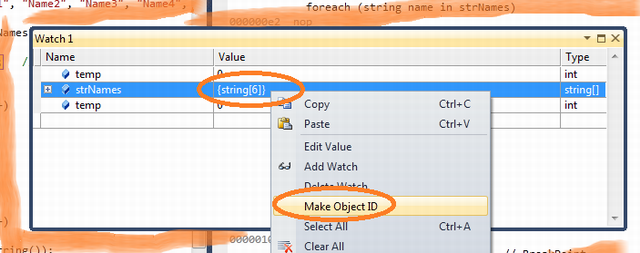 ", "Name2", "Name3", "Name4",
foreach (string name in strNames)
000000e2 nop
Names
Watch 1
Name Value Type
temp 0 int
strNames {string[6]} string[]
temp 0 int
Copy Ctrl+C
Paste Ctrl+V
Edit Value
Add Watch
Delete Watch
Make Object ID
Select All Ctrl+A
Clear All
0000010
tring());
// BreakPoint